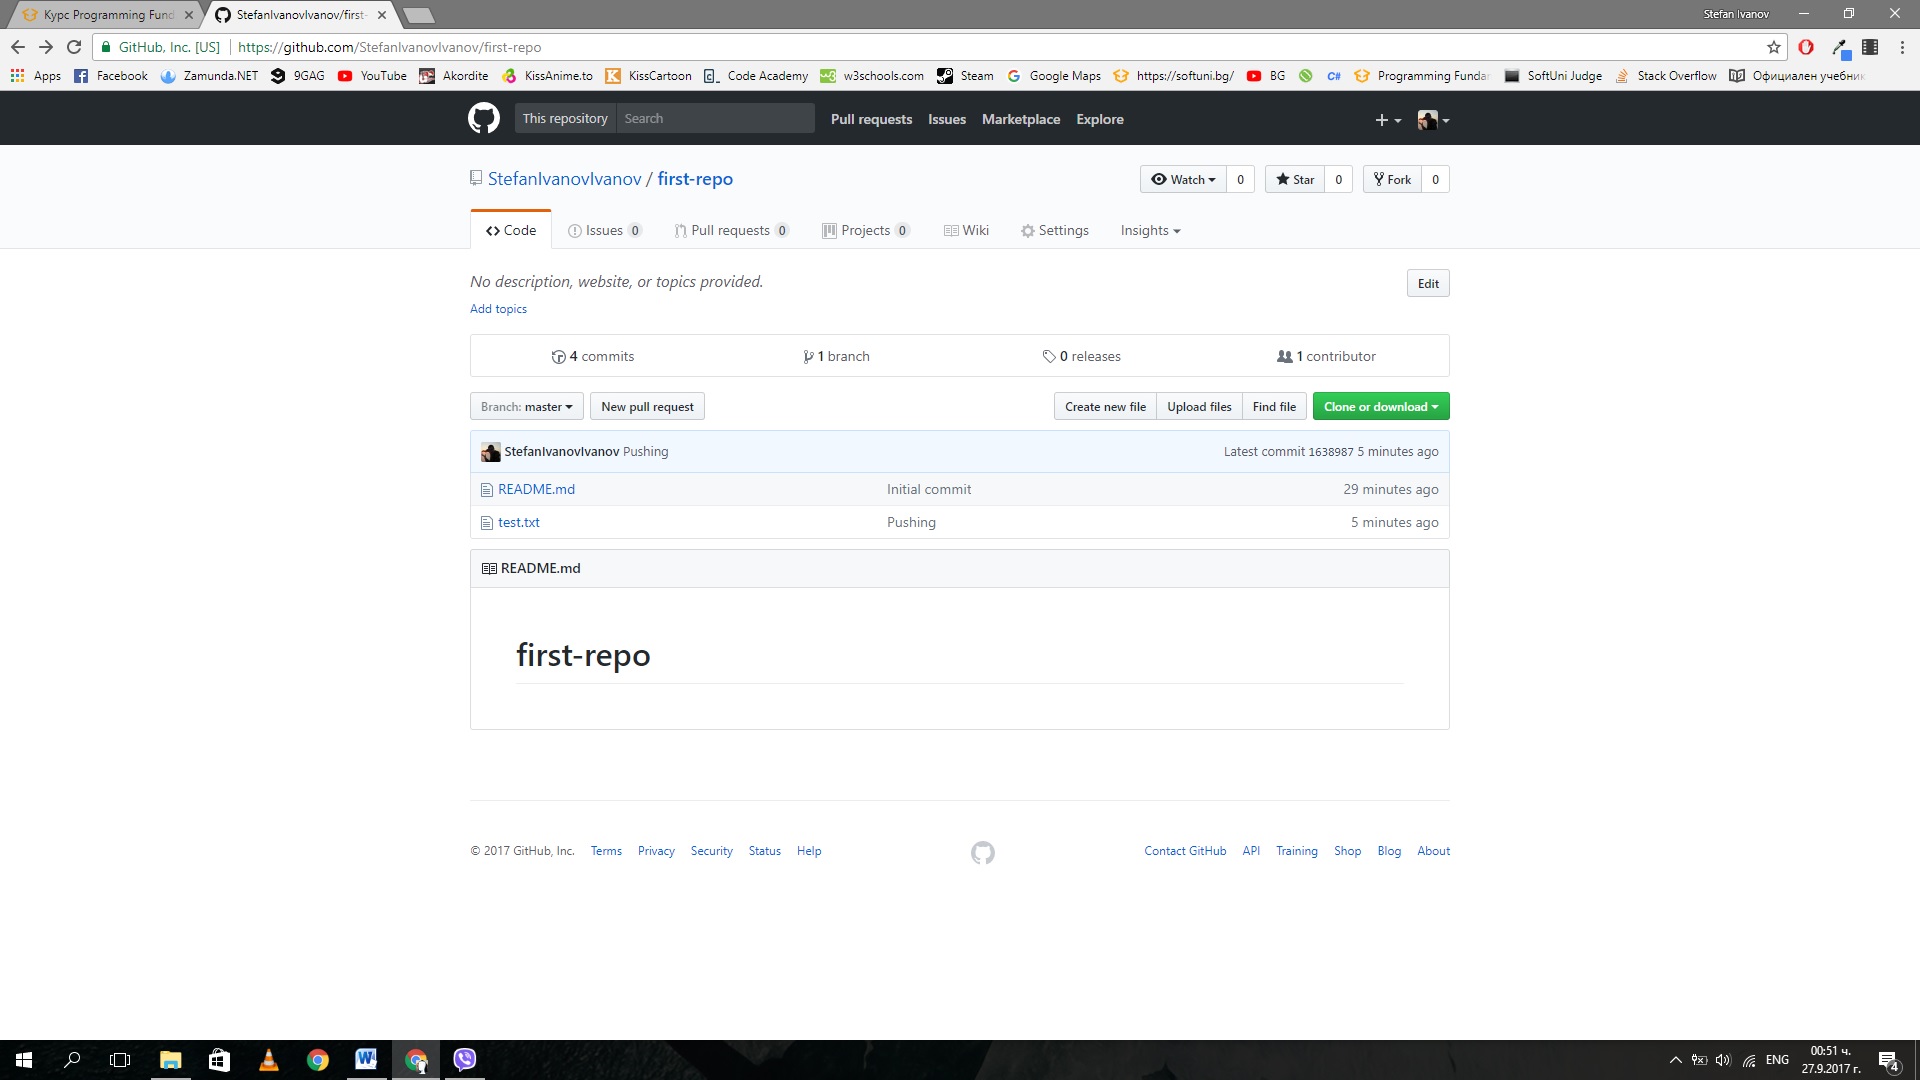 Курс Programming Fund
StefanIvanovIvanov/first-
Stefan Ivanov
GitHub, Inc. [US] https://github.com/StefanIvanovIvanov/first-repo
Apps Facebook Zamunda.NET 9GAG YouTube Akordite KissAnime.to KissCartoon Code Academy w3schools.com Steam Google Maps https://softuni.bg/ BG C# Programming Fundar SoftUni Judge Stack Overflow Официален учебник
This repository Search Pull requests Issues Marketplace Explore
StefanIvanovIvanov / first-repo
Watch 0 Star 0 Fork 0
Code Issues 0 Pull requests 0 Projects 0 Wiki Settings Insights
No description, website, or topics provided.
Edit
Add topics
4 commits 1 branch 0 releases 1 contributor
Branch: master New pull request Create new file Upload files Find file Clone or download
StefanIvanovIvanov Pushing Latest commit 1638987 5 minutes ago
README.md Initial commit 29 minutes ago
test.txt Pushing 5 minutes ago
README.md
first-repo
© 2017 GitHub, Inc. Terms Privacy Security Status Help Contact GitHub API Training Shop Blog About
ENG
00:51 ч.
27.9.2017 г.
4